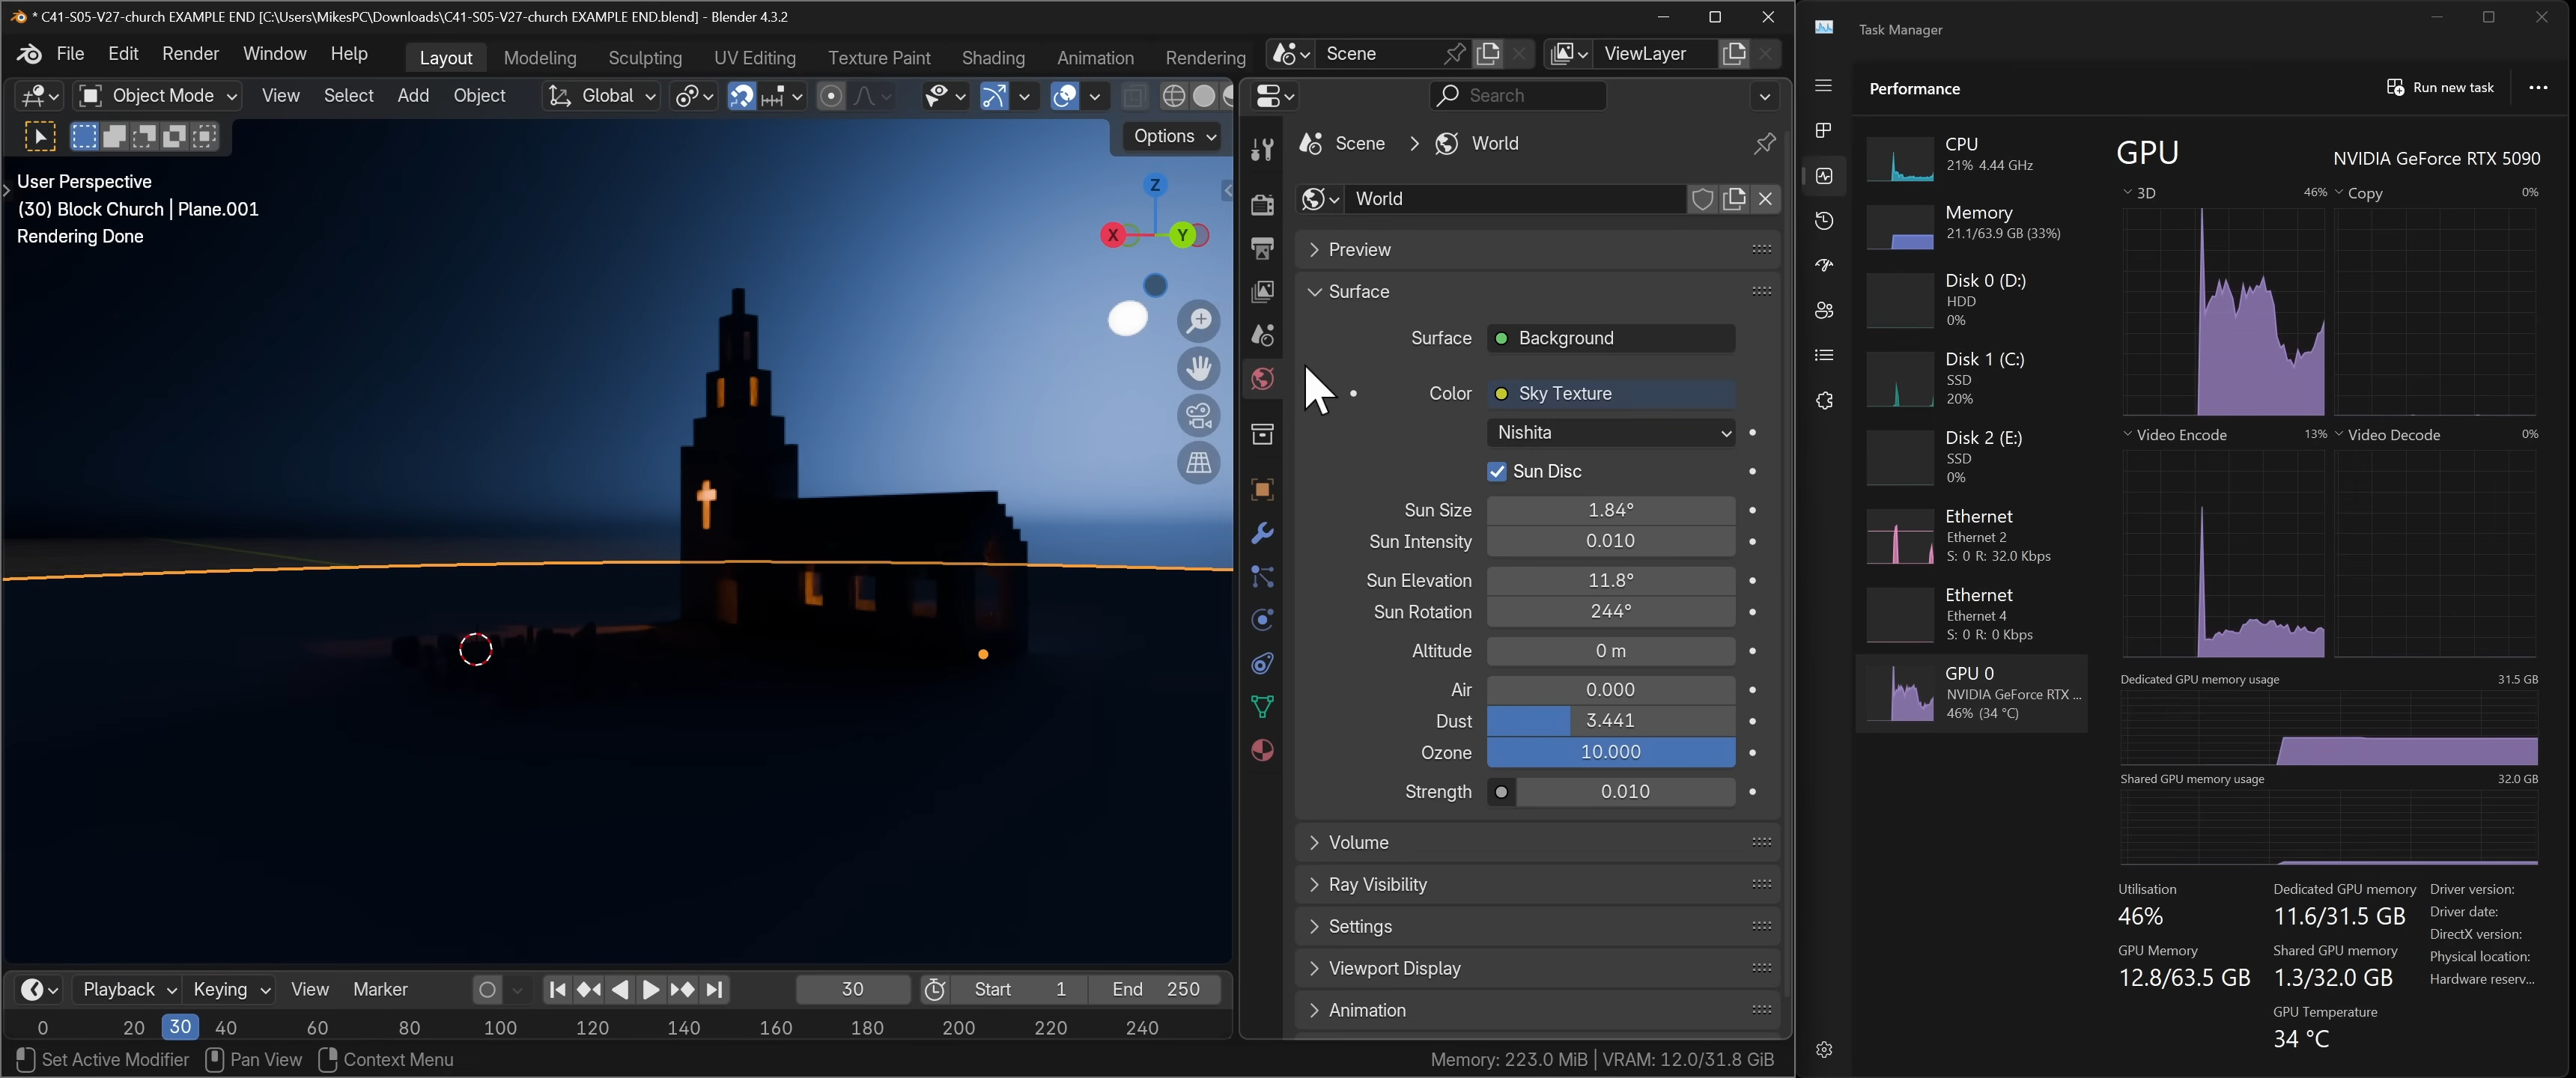 * C41-S05-V27-church EXAMPLE END [C:\Users\MikesPC\Downloads\C41-S05-V27-church EXAMPLE END.blend] - Blender 4.3.2
File Edit Render Window Help Layout Modeling Sculpting UV Editing Texture Paint Shading Animation Rendering Scene ViewLayer
Object Mode View Select Add Object Global
Options
User Perspective
(30) Block Church | Plane.001
Rendering Done
Z
X
Y
Playback Keying View Marker 30 Start 1 End 250
0 20 30 40 60 80 100 120 140 160 180 200 220 240
Set Active Modifier Pan View Context Menu
Memory: 223.0 MiB | VRAM: 12.0/31.8 GiB
Search
Scene > World
World
Preview
Surface
Surface Background
Color Sky Texture
Nishita
Sun Disc
Sun Size 1.84°
Sun Intensity 0.010
Sun Elevation 11.8°
Sun Rotation 244°
Altitude 0 m
Air 0.000
Dust 3.441
Ozone 10.000
Strength 0.010
Volume
Ray Visibility
Settings
Viewport Display
Animation
Task Manager
Performance
Run new task
CPU
21% 4.44 GHz
Memory
21.1/63.9 GB (33%)
Disk 0 (D:)
HDD
0%
Disk 1 (C:)
SSD
20%
Disk 2 (E:)
SSD
0%
Ethernet
Ethernet 2
S: 0 R: 32.0 Kbps
Ethernet
Ethernet 4
S: 0 R: 0 Kbps
GPU 0
NVIDIA GeForce RTX ...
46% (34 °C)
GPU
NVIDIA GeForce RTX 5090
3D 46%
Copy 0%
Video Encode 13%
Video Decode 0%
Dedicated GPU memory usage 31.5 GB
Shared GPU memory usage 32.0 GB
Utilisation
46%
Dedicated GPU memory
11.6/31.5 GB
Driver version:
Driver date:
DirectX version:
Physical location:
Hardware reserv...
GPU Memory
12.8/63.5 GB
Shared GPU memory
1.3/32.0 GB
GPU Temperature
34 °C